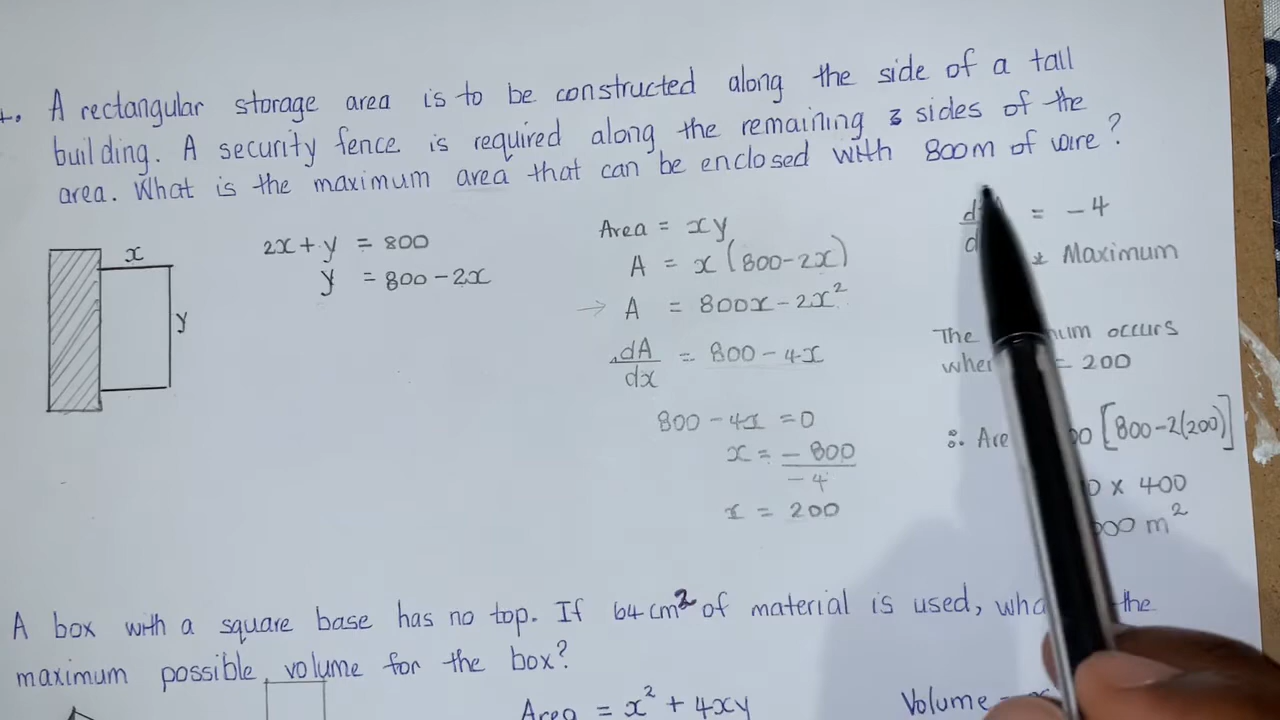 A rectangular storage area is to be constructed along the side of a tall
building. A security fence is required along the remaining 3 sides of the
area. What is the maximum area that can be enclosed with 800m of wire?
x
y
2x + y = 800
y = 800 - 2x
Area = xy
A = x(800-2x)
→ A = 800x - 2x²
dA/dx = 800 - 4x
800 - 4x = 0
x = -800/-4
x = 200
= -4
* Maximum
The occurs
= 200
∴ [800-2(200)]
x 400
m²
A box with a square base has no top. If 64cm² of material is used, the
maximum possible volume for the box?
Area = x² + 4xy
Volume